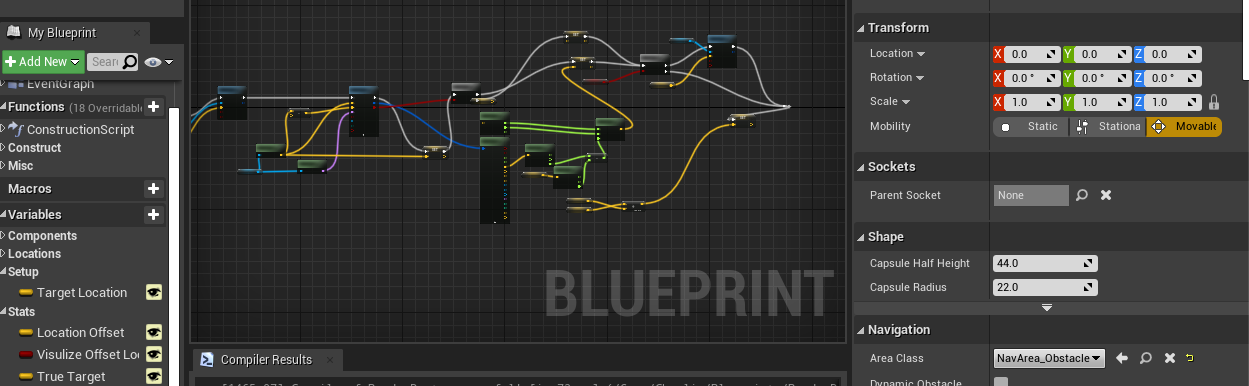 My Blueprint
Add New
Searc
EventGraph
Functions (18 Overridable
ConstructionScript
Construct
Misc
Macros
Variables
Components
Locations
Setup
Target Location
Stats
Location Offset
Visulize Offset Loc
True Target
BLUEPRINT
Compiler Results
Transform
Location X 0.0 Y 0.0 Z 0.0
Rotation X 0.0 ° Y 0.0 ° Z 0.0 °
Scale X 1.0 Y 1.0 Z 1.0
Mobility Static Stationa Movable
Sockets
Parent Socket None
Shape
Capsule Half Height 44.0
Capsule Radius 22.0
Navigation
Area Class NavArea_Obstacle
Dynamic Obstacle